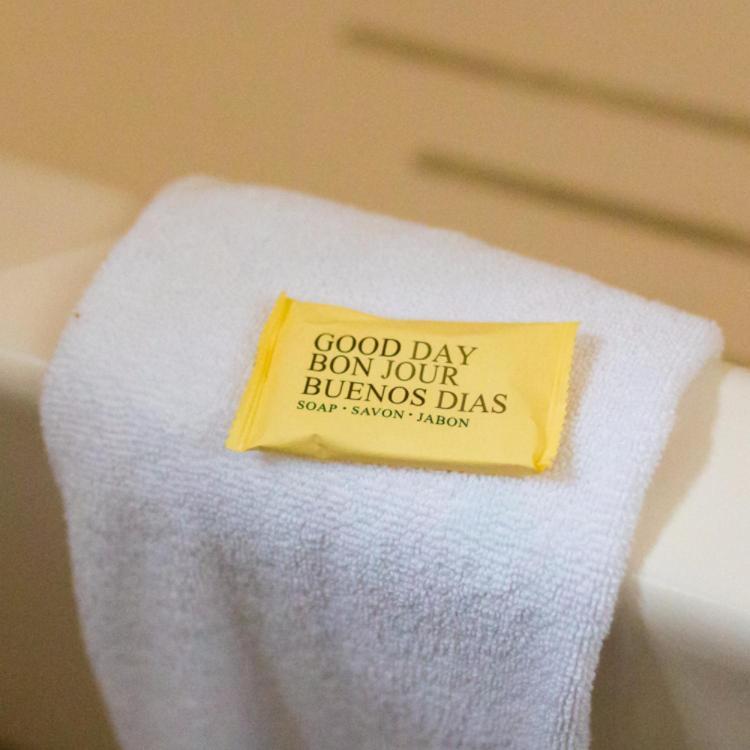 GOOD DAY
BON JOUR
BUENOS DIAS
SOAP · SAVON · JABON